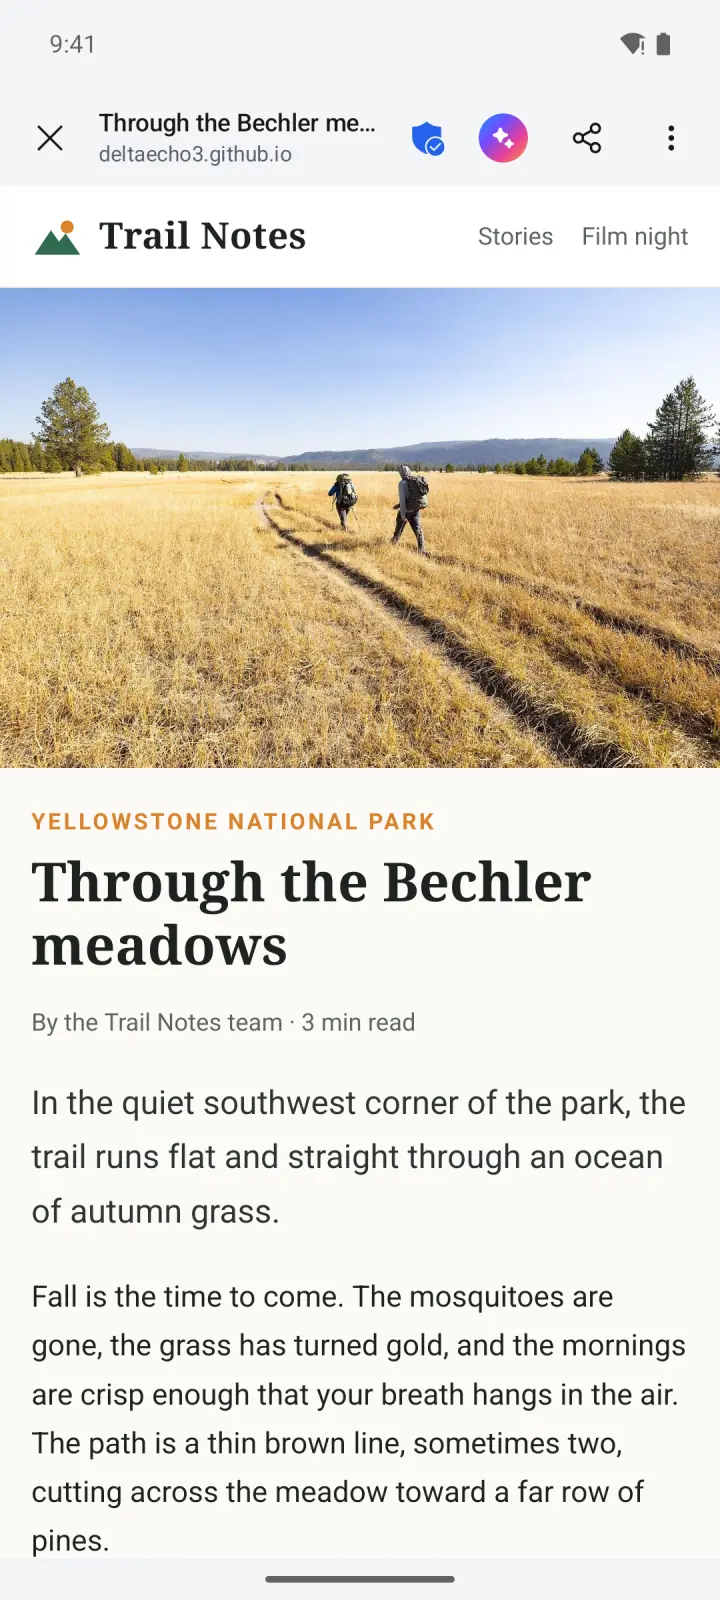 9:41
Through the Bechler me...
deltaecho3.github.io
Trail Notes
Stories
Film night
YELLOWSTONE NATIONAL PARK
Through the Bechler
meadows
By the Trail Notes team · 3 min read
In the quiet southwest corner of the park, the
trail runs flat and straight through an ocean
of autumn grass.
Fall is the time to come. The mosquitoes are
gone, the grass has turned gold, and the mornings
are crisp enough that your breath hangs in the air.
The path is a thin brown line, sometimes two,
cutting across the meadow toward a far row of
pines.